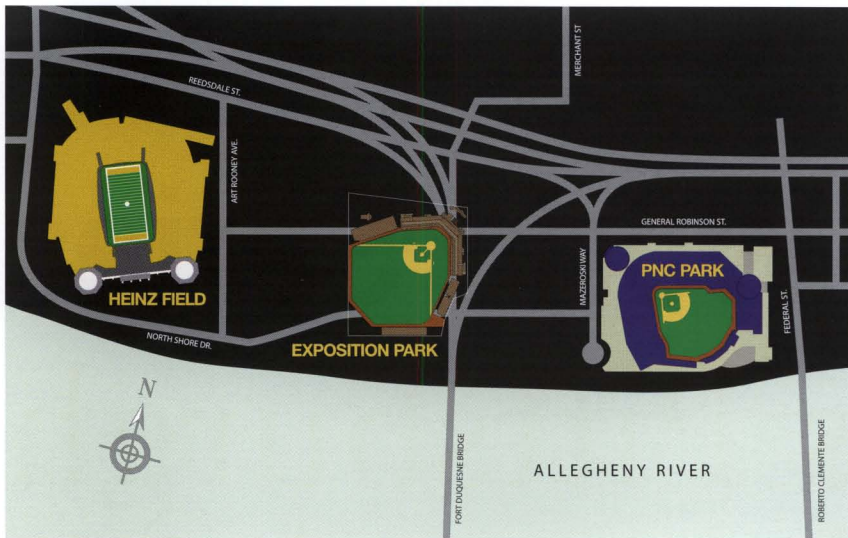 MERCHANT ST
REEDSDALE ST.
ART ROONEY AVE.
GENERAL ROBINSON ST.
MAZEROSKI WAY
PNC PARK
FEDERAL ST.
HEINZ FIELD
NORTH SHORE DR.
EXPOSITION PARK
N
FORT DUQUESNE BRIDGE
ALLEGHENY RIVER
ROBERTO CLEMENTE BRIDGE